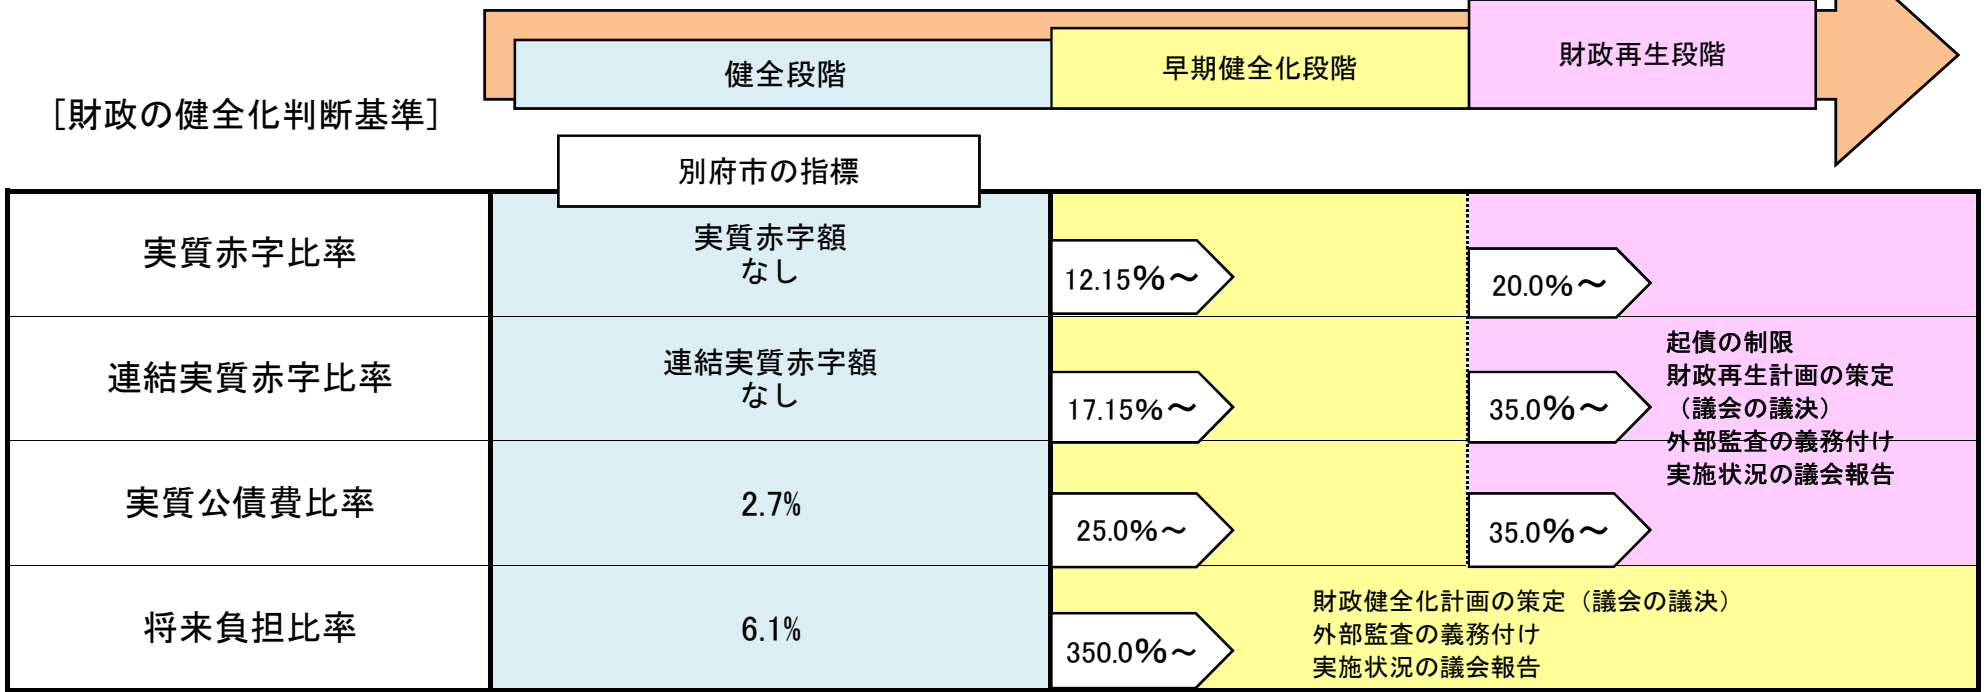 健全段階
早期健全化段階
財政再生段階
［財政の健全化判断基準］
別府市の指標
実質赤字比率
実質赤字額
なし
12.15%～
20.0%～
連結実質赤字比率
連結実質赤字額
なし
17.15%～
35.0%～
起債の制限
財政再生計画の策定
（議会の議決）
外部監査の義務付け
実施状況の議会報告
実質公債費比率
2.7%
25.0%～
35.0%～
将来負担比率
6.1%
350.0%～
財政健全化計画の策定（議会の議決）
外部監査の義務付け
実施状況の議会報告